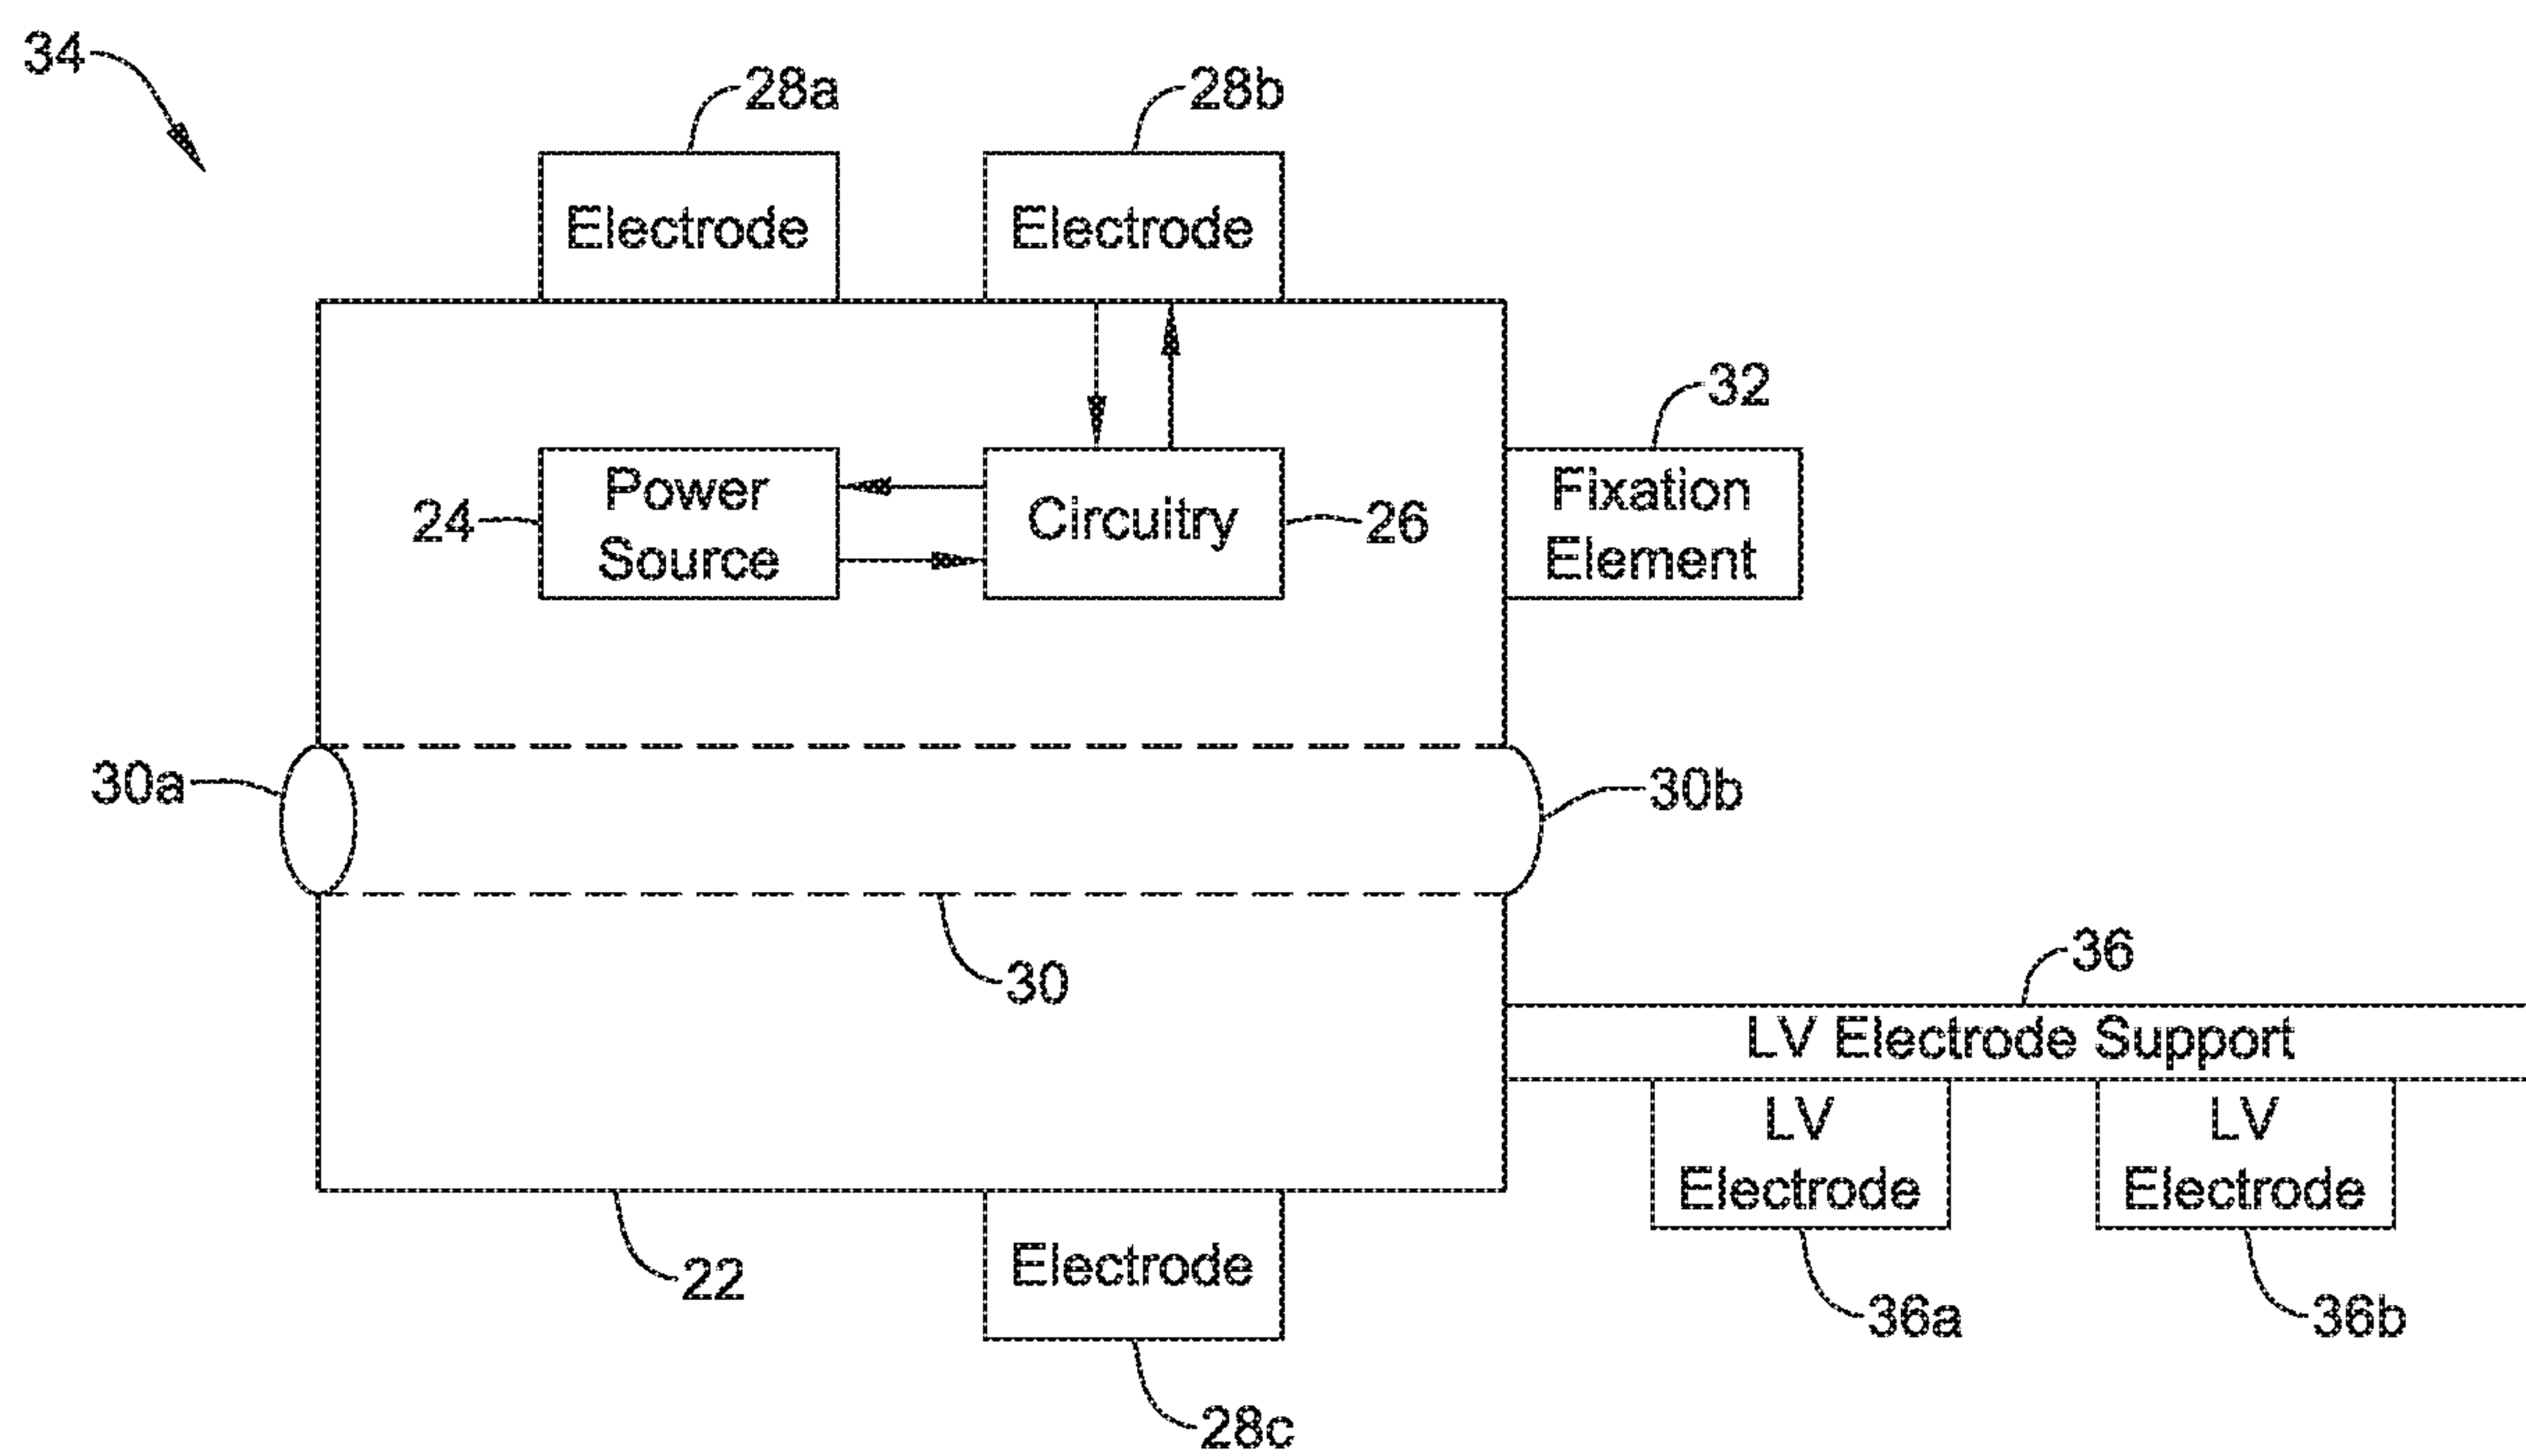 34
28a
28b
Electrode
Electrode
32
Power
Source
24
Circuitry
26
Fixation
Element
30a
30b
30
36
LV Electrode Support
LV
Electrode
LV
Electrode
22
Electrode
36a
36b
28c